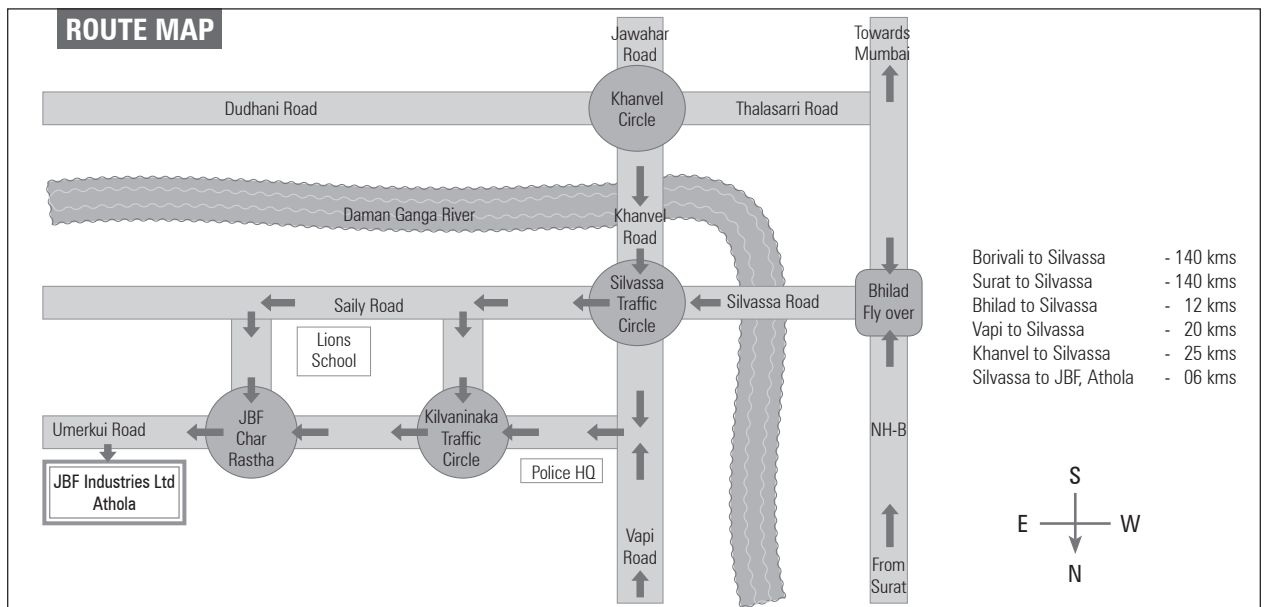 ROUTE MAP
Jawahar
Road
Towards
Mumbai
Dudhani Road
Khanvel
Circle
Thalasarri Road
Daman Ganga River
Khanvel
Road
Silvassa
Traffic
Circle
Saily Road
Silvassa Road
Bhilad
Fly over
Lions
School
Borivali to Silvassa - 140 kms
Surat to Silvassa - 140 kms
Bhilad to Silvassa - 12 kms
Vapi to Silvassa - 20 kms
Khanvel to Silvassa - 25 kms
Silvassa to JBF, Athola - 06 kms
Umerkui Road
JBF
Char
Rastha
Kilvaninaka
Traffic
Circle
NH-B
Police HQ
JBF Industries Ltd
Athola
Vapi
Road
From
Surat
S
E W
N